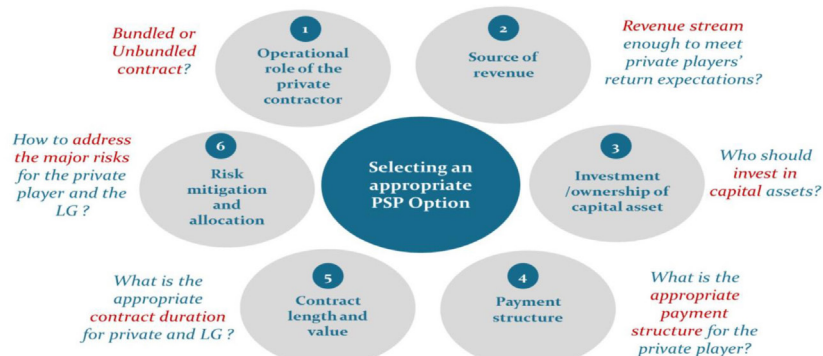 Bundled or
Unbundled
contract?
1
Operational
role of the
private
contractor
2
Source of
revenue
Revenue stream
enough to meet
private players'
return expectations?
How to address
the major risks
for the private
player and the
LG ?
6
Risk
mitigation
and
allocation
Selecting an
appropriate
PSP Option
3
Investment
/ownership of
capital asset
Who should
invest in
capital assets?
What is the
appropriate
contract duration
for private and LG ?
5
Contract
length and
value
4
Payment
structure
What is the
appropriate
payment
structure for the
private player?